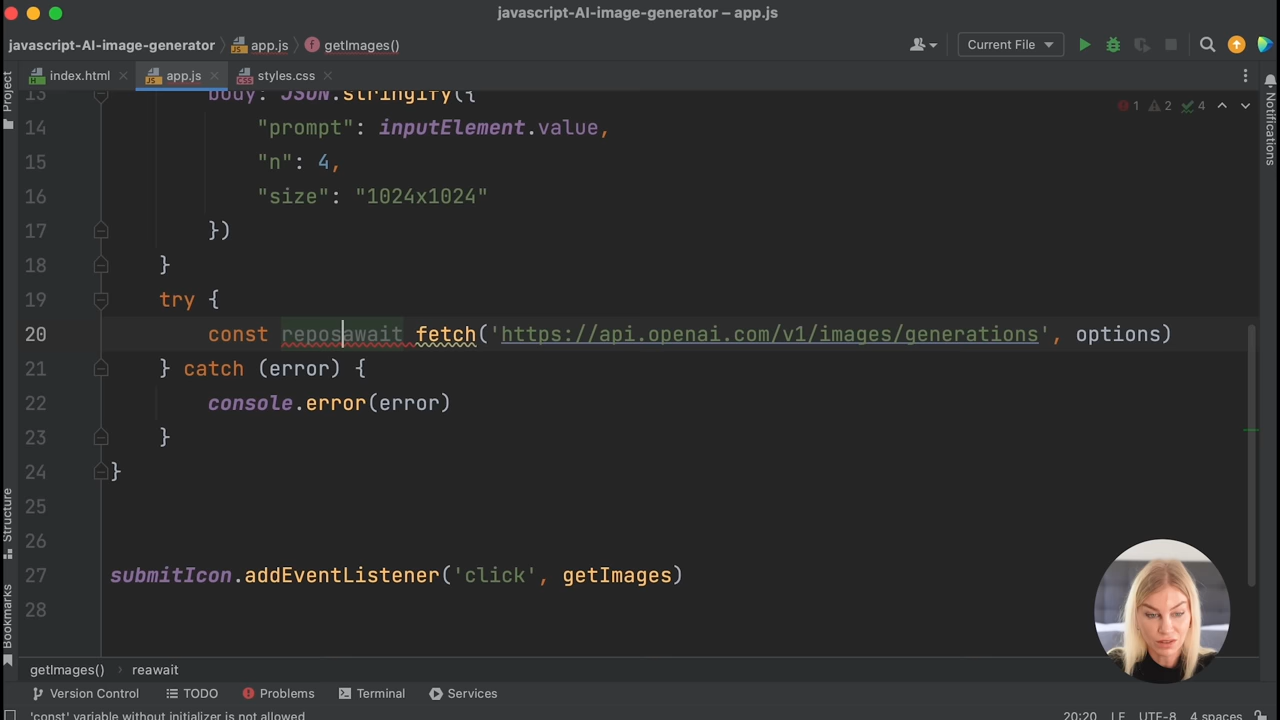 javascript-AI-image-generator – app.js
javascript-AI-image-generator app.js getImages() Current File
index.html app.js styles.css
Project
Notifications
1 2 4
13 body: JSON.stringify({
14 "prompt": inputElement.value,
15 "n": 4,
16 "size": "1024x1024"
17 })
18 }
19 try {
20 const reposawait fetch('https://api.openai.com/v1/images/generations', options)
21 } catch (error) {
22 console.error(error)
23 }
24 }
25
26
27 submitIcon.addEventListener('click', getImages)
28
Structure
Bookmarks
getImages() reawait
Version Control TODO Problems Terminal Services
'const' variable without initializer is not allowed 20:20 LF UTF-8 4 spaces